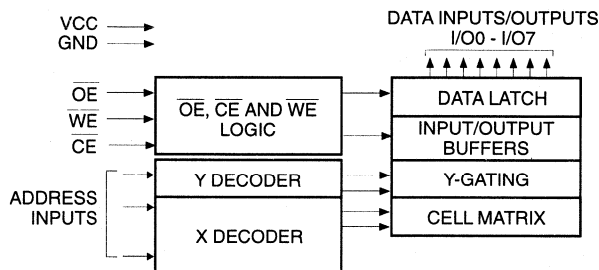 VCC
GND
DATA INPUTS/OUTPUTS
I/O0 - I/O7
OE
WE
CE
OE, CE AND WE
LOGIC
DATA LATCH
INPUT/OUTPUT
BUFFERS
ADDRESS
INPUTS
Y DECODER
X DECODER
Y-GATING
CELL MATRIX